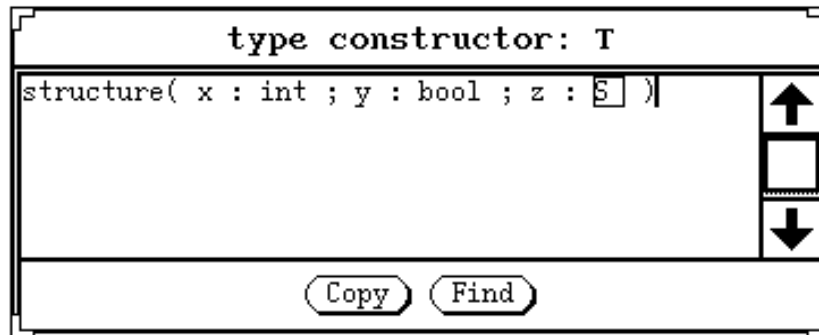 type constructor: T
structure( x : int ; y : bool ; z : S )
Copy Find